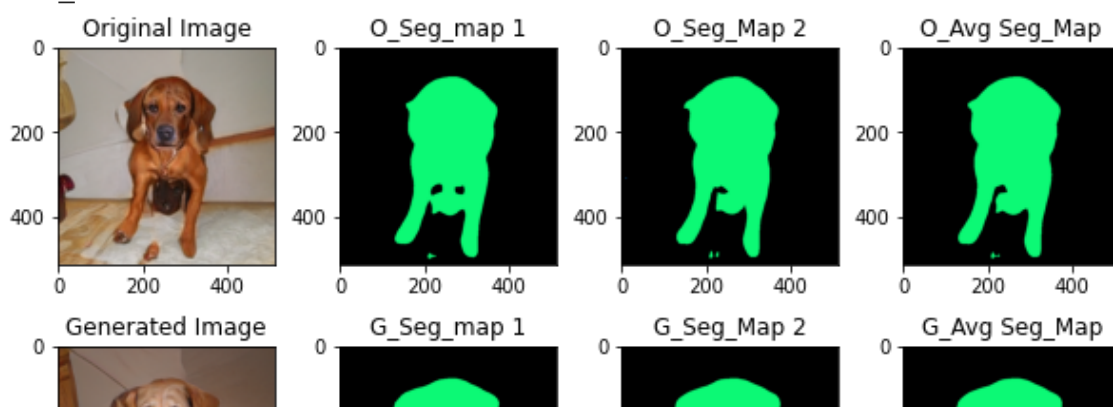 Original Image O_Seg_map 1 O_Seg_Map 2 O_Avg Seg_Map
0 0 0 0
200 200 200 200
400 400 400 400
0 200 400 0 200 400 0 200 400 0 200 400
Generated Image G_Seg_map 1 G_Seg_Map 2 G_Avg Seg_Map
0 0 0 0